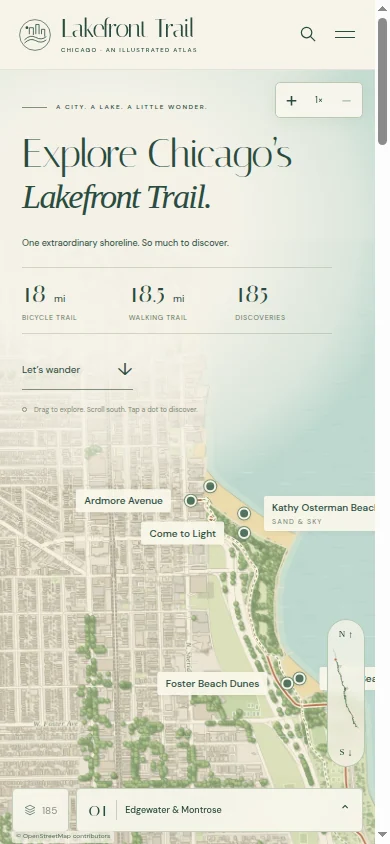 Lakefront Trail
CHICAGO · AN ILLUSTRATED ATLAS
A CITY. A LAKE. A LITTLE WONDER.
+ 1× −
Explore Chicago's
Lakefront Trail.
One extraordinary shoreline. So much to discover.
18 mi 18.5 mi 185
BICYCLE TRAIL WALKING TRAIL DISCOVERIES
Let's wander
Drag to explore. Scroll south. Tap a dot to discover.
Ardmore Avenue
Kathy Osterman Beach
SAND & SKY
Come to Light
N ↑
Foster Beach Dunes
W. Foster Ave
S ↓
185
01 Edgewater & Montrose
© OpenStreetMap contributors